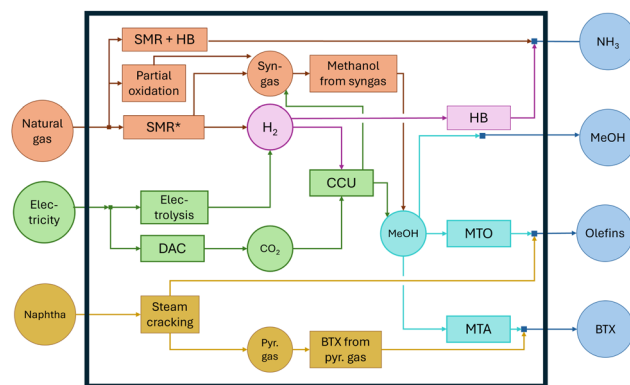 SMR + HB
NH₃
Syn-
gas
Methanol
from syngas
Partial
oxidation
Natural
gas
SMR*
H₂
HB
MeOH
CCU
Elec-
tricity
Elec-
trolysis
DAC
CO₂
MeOH
MTO
Olefins
Naphtha
Steam
cracking
Pyr.
gas
BTX from
pyr. gas
MTA
BTX